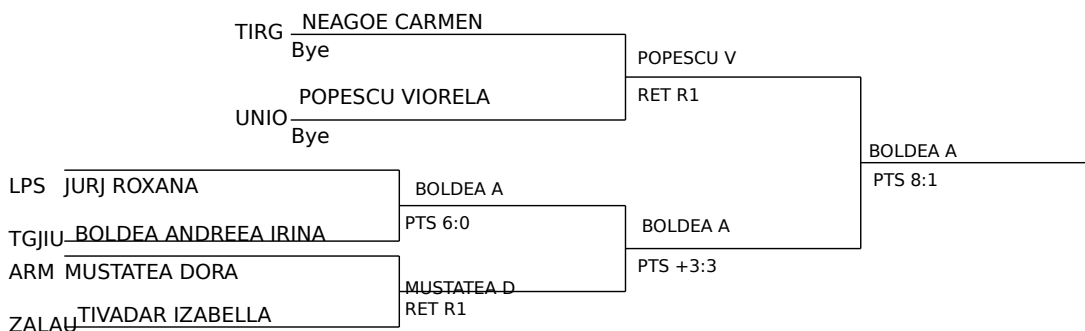 TIRG NEAGOE CARMEN
Bye
POPESCU V
RET R1
UNIO POPESCU VIORELA
Bye
BOLDEA A
PTS 8:1
LPS JURJ ROXANA
BOLDEA A
PTS 6:0
TGJIU BOLDEA ANDREEA IRINA
BOLDEA A
PTS +3:3
ARM MUSTATEA DORA
MUSTATEA D
RET R1
ZALAU TIVADAR IZABELLA